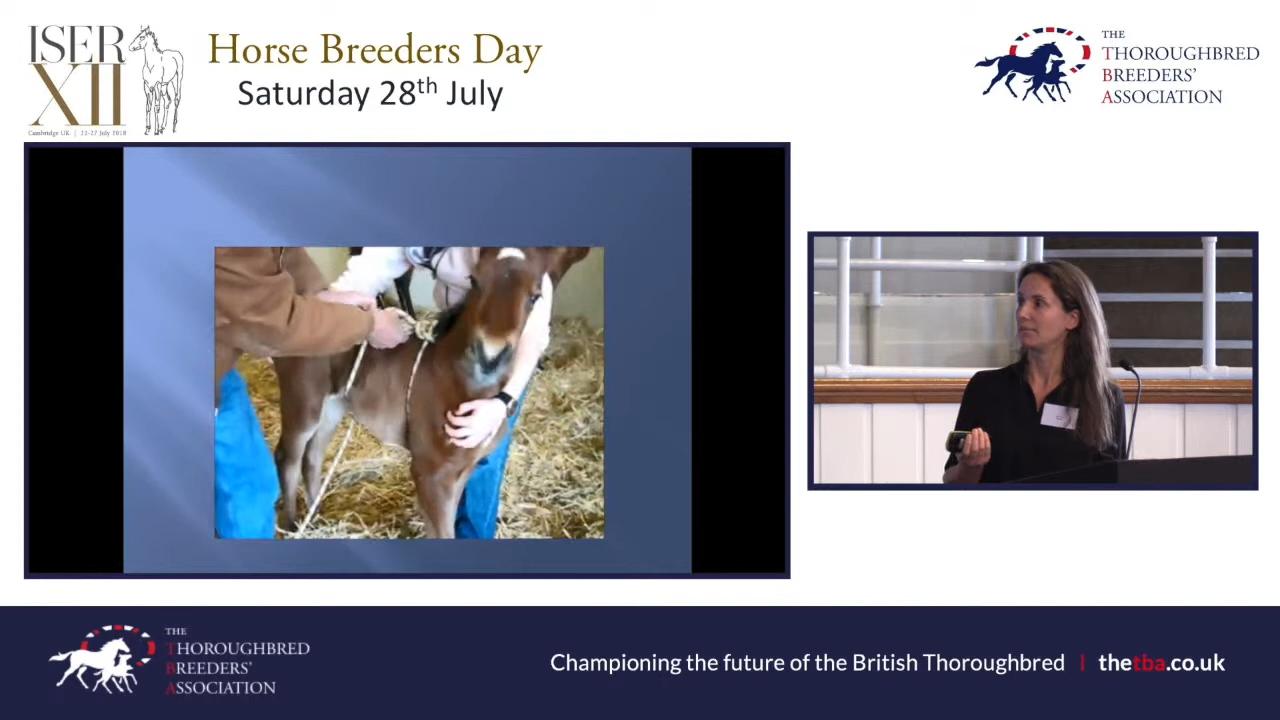 ISER
XII
Cambridge UK | 22-27 July 2018
Horse Breeders Day
Saturday 28th July
THE
THOROUGHBRED
BREEDERS'
ASSOCIATION
THE
THOROUGHBRED
BREEDERS'
ASSOCIATION
Championing the future of the British Thoroughbred | thetba.co.uk